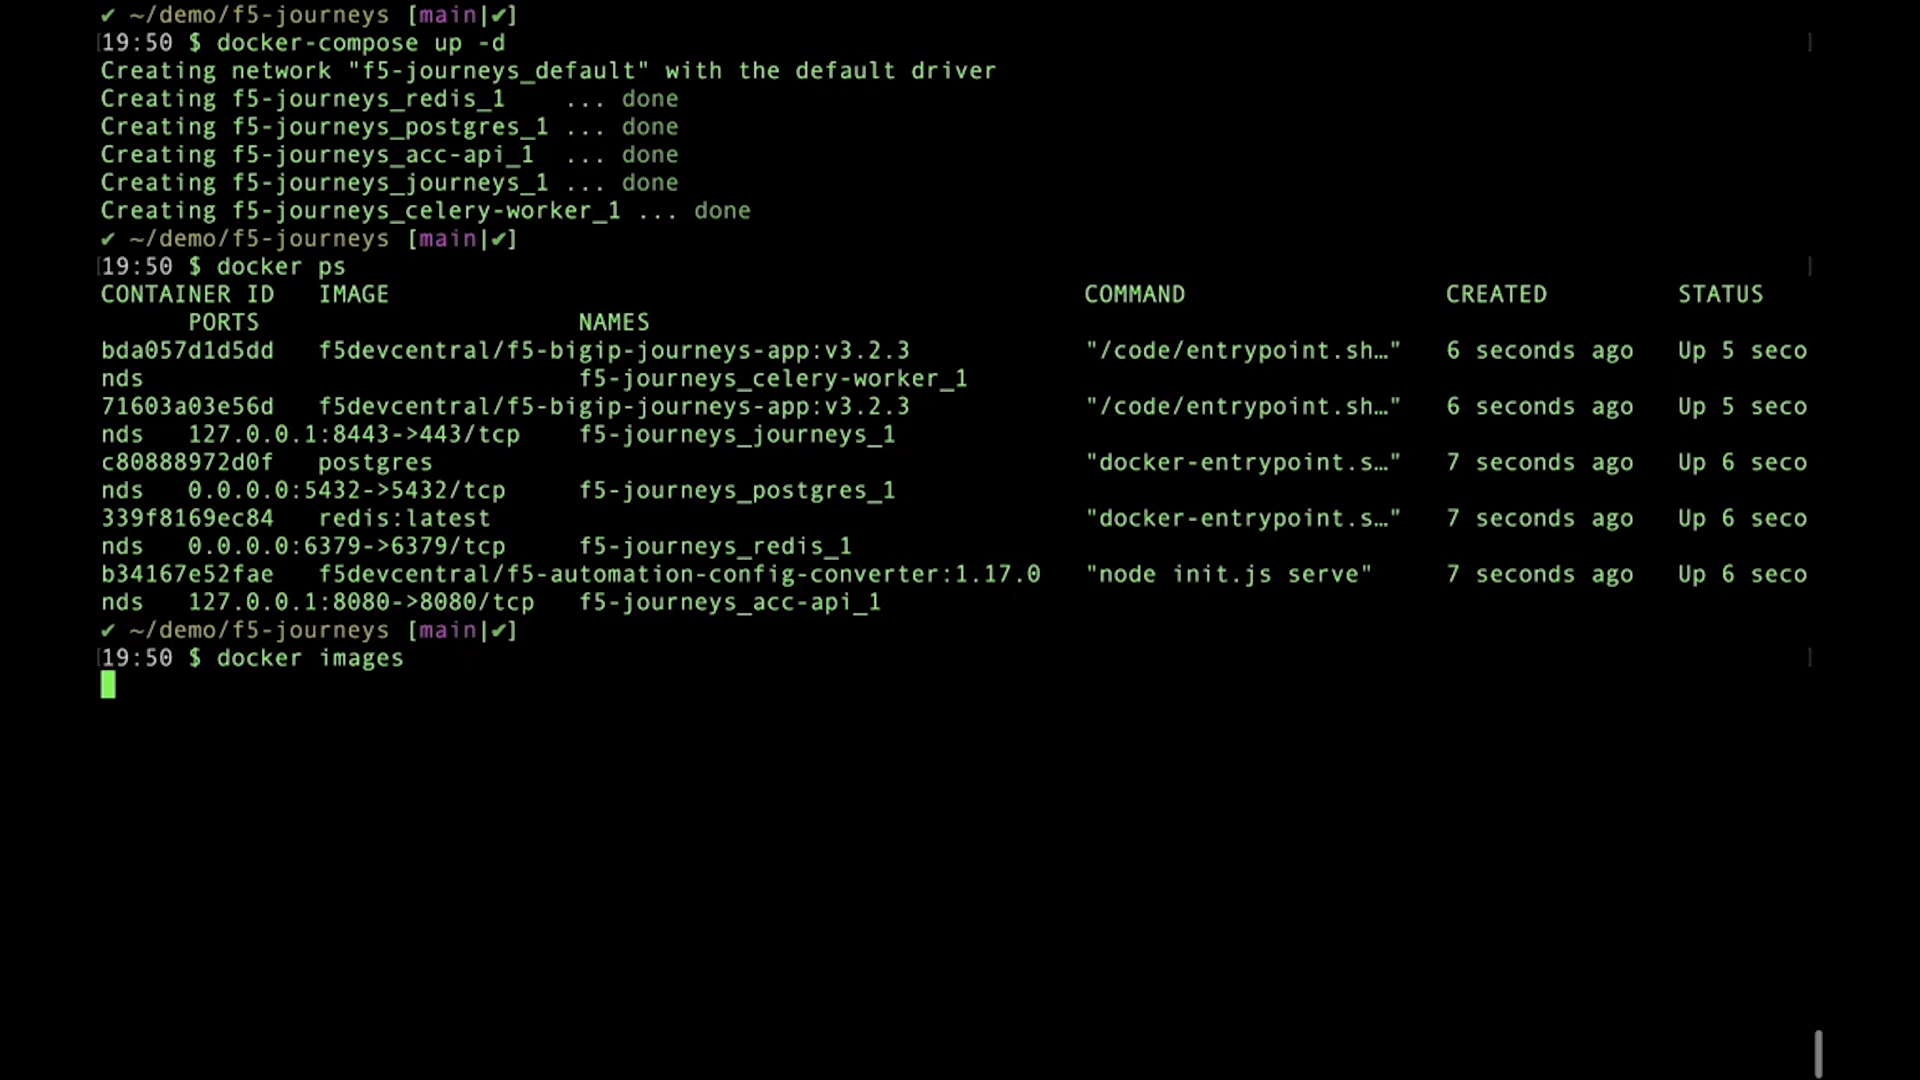 ✔ ~/demo/f5-journeys [main|✔]
[19:50 $ docker-compose up -d ]
Creating network "f5-journeys_default" with the default driver
Creating f5-journeys_redis_1    ... done
Creating f5-journeys_postgres_1 ... done
Creating f5-journeys_acc-api_1  ... done
Creating f5-journeys_journeys_1 ... done
Creating f5-journeys_celery-worker_1 ... done
✔ ~/demo/f5-journeys [main|✔]
[19:50 $ docker ps ]
CONTAINER ID   IMAGE                                                COMMAND                  CREATED         STATUS
      PORTS                      NAMES
bda057d1d5dd   f5devcentral/f5-bigip-journeys-app:v3.2.3            "/code/entrypoint.sh…"   6 seconds ago   Up 5 seco
nds                              f5-journeys_celery-worker_1
71603a03e56d   f5devcentral/f5-bigip-journeys-app:v3.2.3            "/code/entrypoint.sh…"   6 seconds ago   Up 5 seco
nds   127.0.0.1:8443->443/tcp    f5-journeys_journeys_1
c80888972d0f   postgres                                             "docker-entrypoint.s…"   7 seconds ago   Up 6 seco
nds   0.0.0.0:5432->5432/tcp     f5-journeys_postgres_1
339f8169ec84   redis:latest                                         "docker-entrypoint.s…"   7 seconds ago   Up 6 seco
nds   0.0.0.0:6379->6379/tcp     f5-journeys_redis_1
b34167e52fae   f5devcentral/f5-automation-config-converter:1.17.0   "node init.js serve"     7 seconds ago   Up 6 seco
nds   127.0.0.1:8080->8080/tcp   f5-journeys_acc-api_1
✔ ~/demo/f5-journeys [main|✔]
[19:50 $ docker images ]